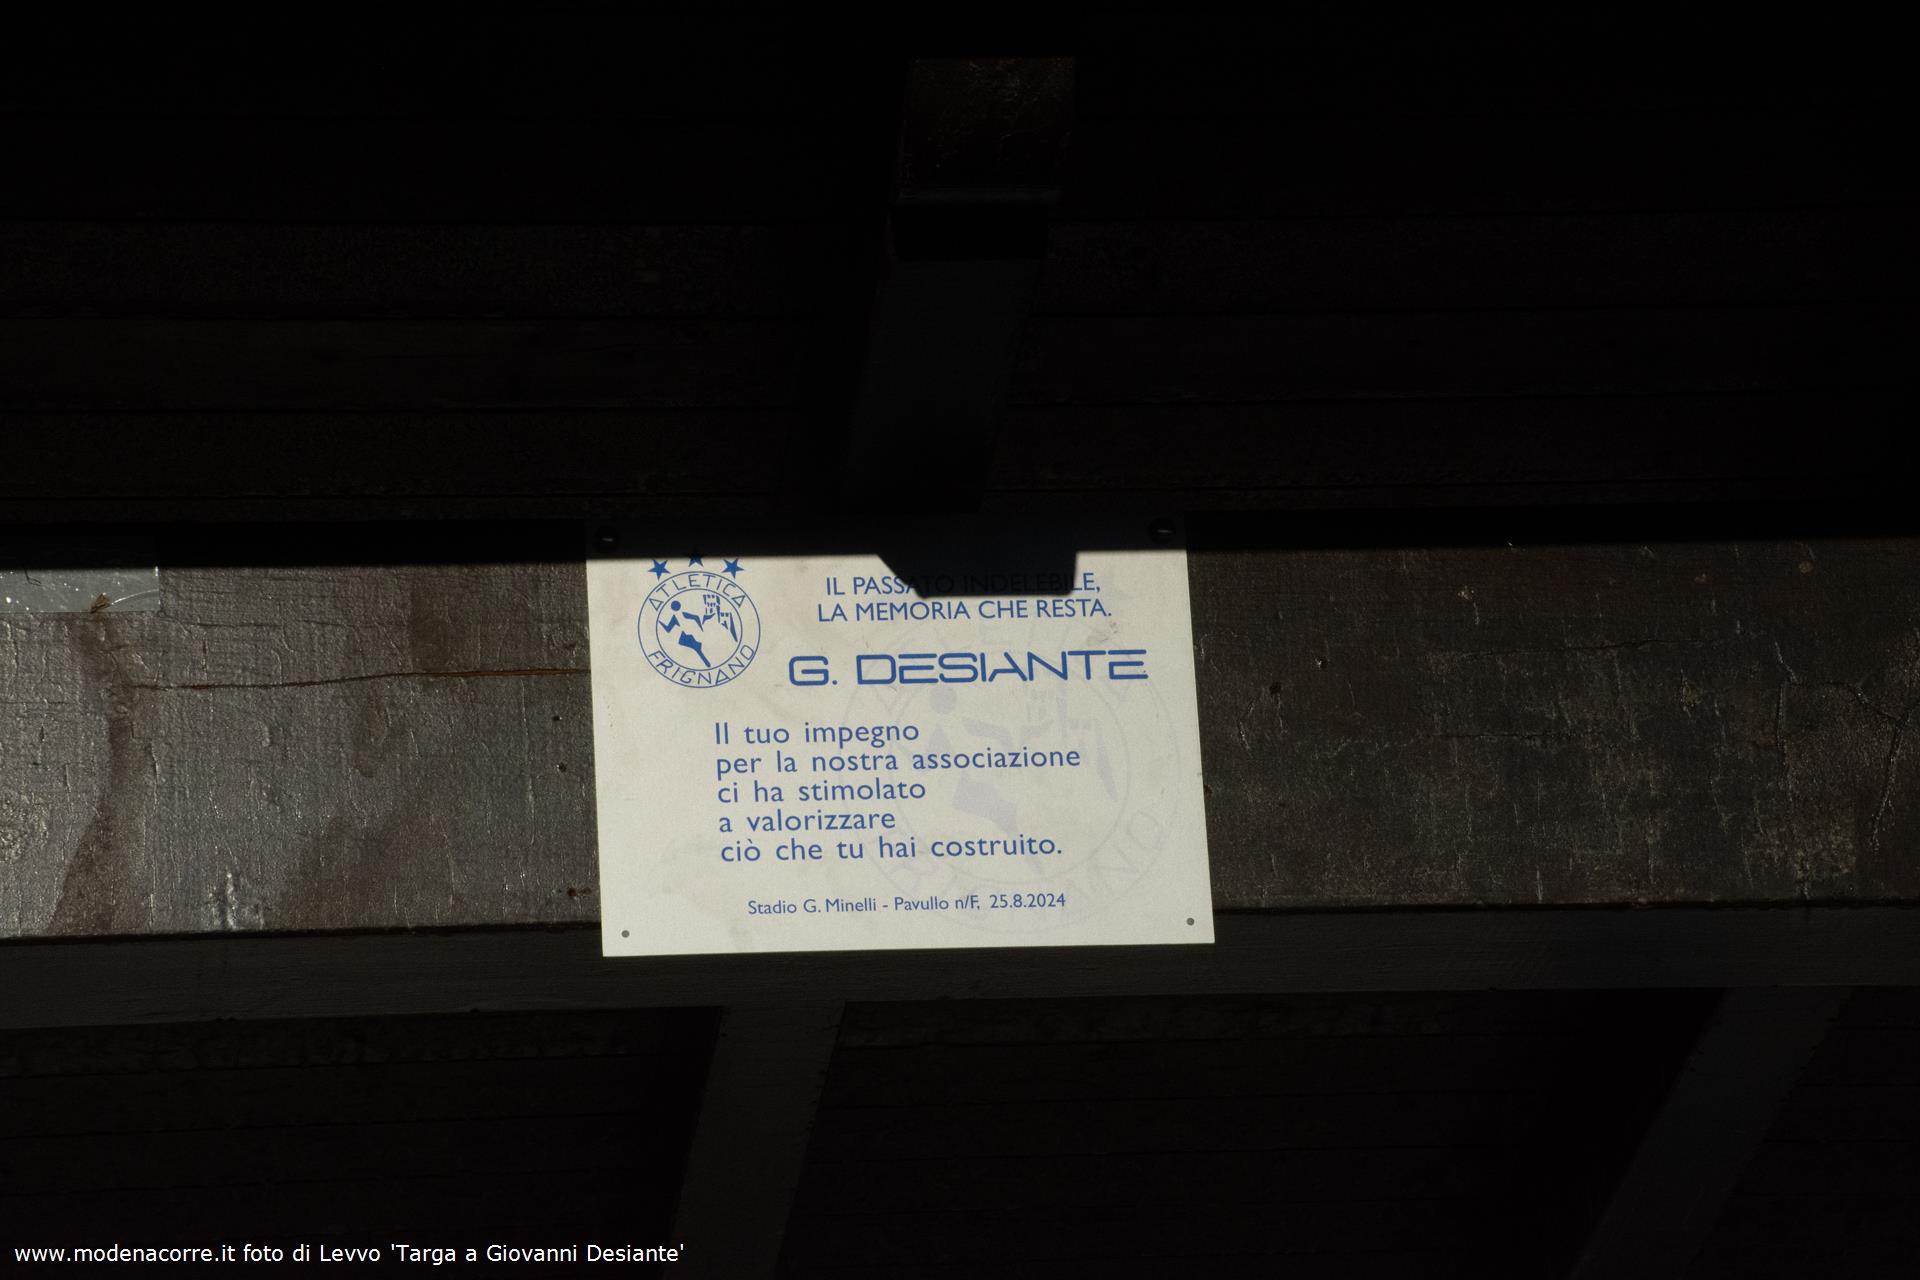 ATLETICA
FRIGNANO
IL PASSATO INDELEBILE,
LA MEMORIA CHE RESTA.
G. DESIANTE
Il tuo impegno
per la nostra associazione
ci ha stimolato
a valorizzare
ciò che tu hai costruito.
Stadio G. Minelli - Pavullo n/F, 25.8.2024
www.modenacorre.it foto di Levvo 'Targa a Giovanni Desiante'